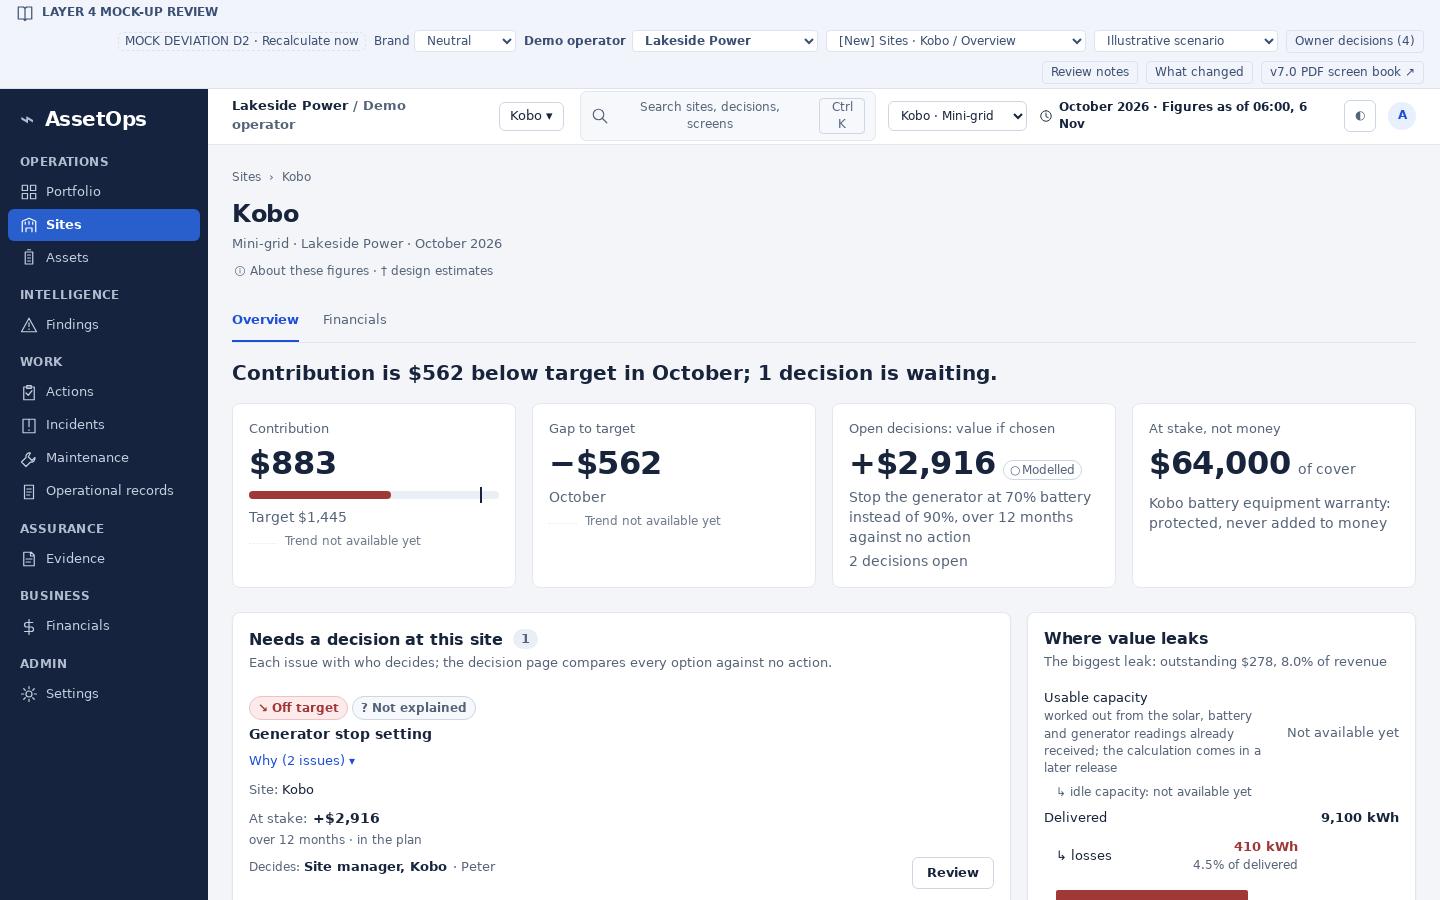 LAYER 4 MOCK-UP REVIEW
MOCK DEVIATION D2 · Recalculate now
Brand
Neutral
Demo operator
Lakeside Power
[New] Sites · Kobo / Overview
Illustrative scenario
Owner decisions (4)
Review notes
What changed
v7.0 PDF screen book ↗
AssetOps
OPERATIONS
Portfolio
Sites
Assets
INTELLIGENCE
Findings
WORK
Actions
Incidents
Maintenance
Operational records
ASSURANCE
Evidence
BUSINESS
Financials
ADMIN
Settings
Lakeside Power / Demo
operator
Kobo ▾
Search sites, decisions,
screens
Ctrl
K
Kobo · Mini-grid
October 2026 · Figures as of 06:00, 6
Nov
A
Sites › Kobo
Kobo
Mini-grid · Lakeside Power · October 2026
ⓘ About these figures · † design estimates
Overview
Financials
Contribution is $562 below target in October; 1 decision is waiting.
Contribution
$883
Target $1,445
Trend not available yet
Gap to target
−$562
October
Trend not available yet
Open decisions: value if chosen
+$2,916
Modelled
Stop the generator at 70% battery
instead of 90%, over 12 months
against no action
2 decisions open
At stake, not money
$64,000 of cover
Kobo battery equipment warranty:
protected, never added to money
Needs a decision at this site 1
Each issue with who decides; the decision page compares every option against no action.
↘ Off target
? Not explained
Generator stop setting
Why (2 issues) ▾
Site: Kobo
At stake: +$2,916
over 12 months · in the plan
Decides: Site manager, Kobo · Peter
Review
Where value leaks
The biggest leak: outstanding $278, 8.0% of revenue
Usable capacity
worked out from the solar, battery
and generator readings already
received; the calculation comes in a
later release
Not available yet
↳ idle capacity: not available yet
Delivered
9,100 kWh
↳ losses
410 kWh
4.5% of delivered